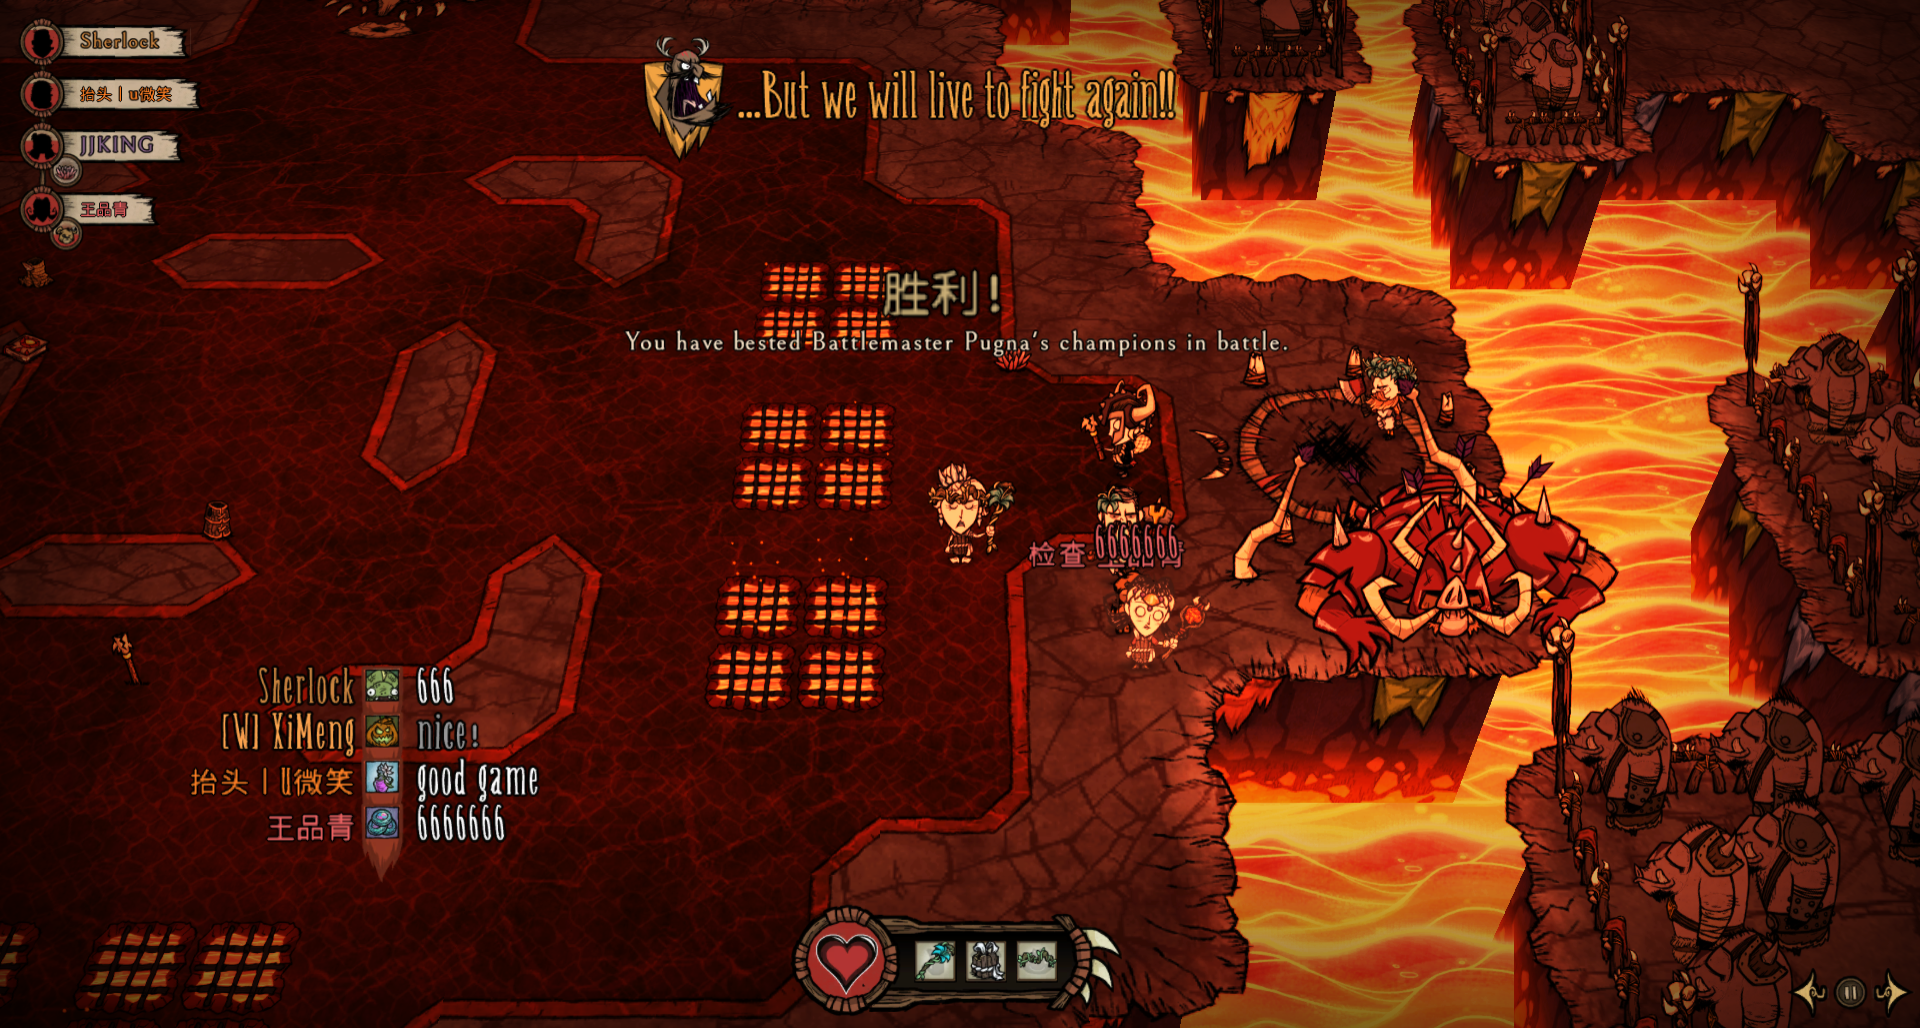 Sherlock
抬头丨u微笑
JJKING
王品青
...But we will live to fight again!!
胜利!
You have bested Battlemaster Pugna's champions in battle.
6666666
检查
Sherlock 666
[W] XiMeng nice!
抬头丨u微笑 good game
王品青 6666666